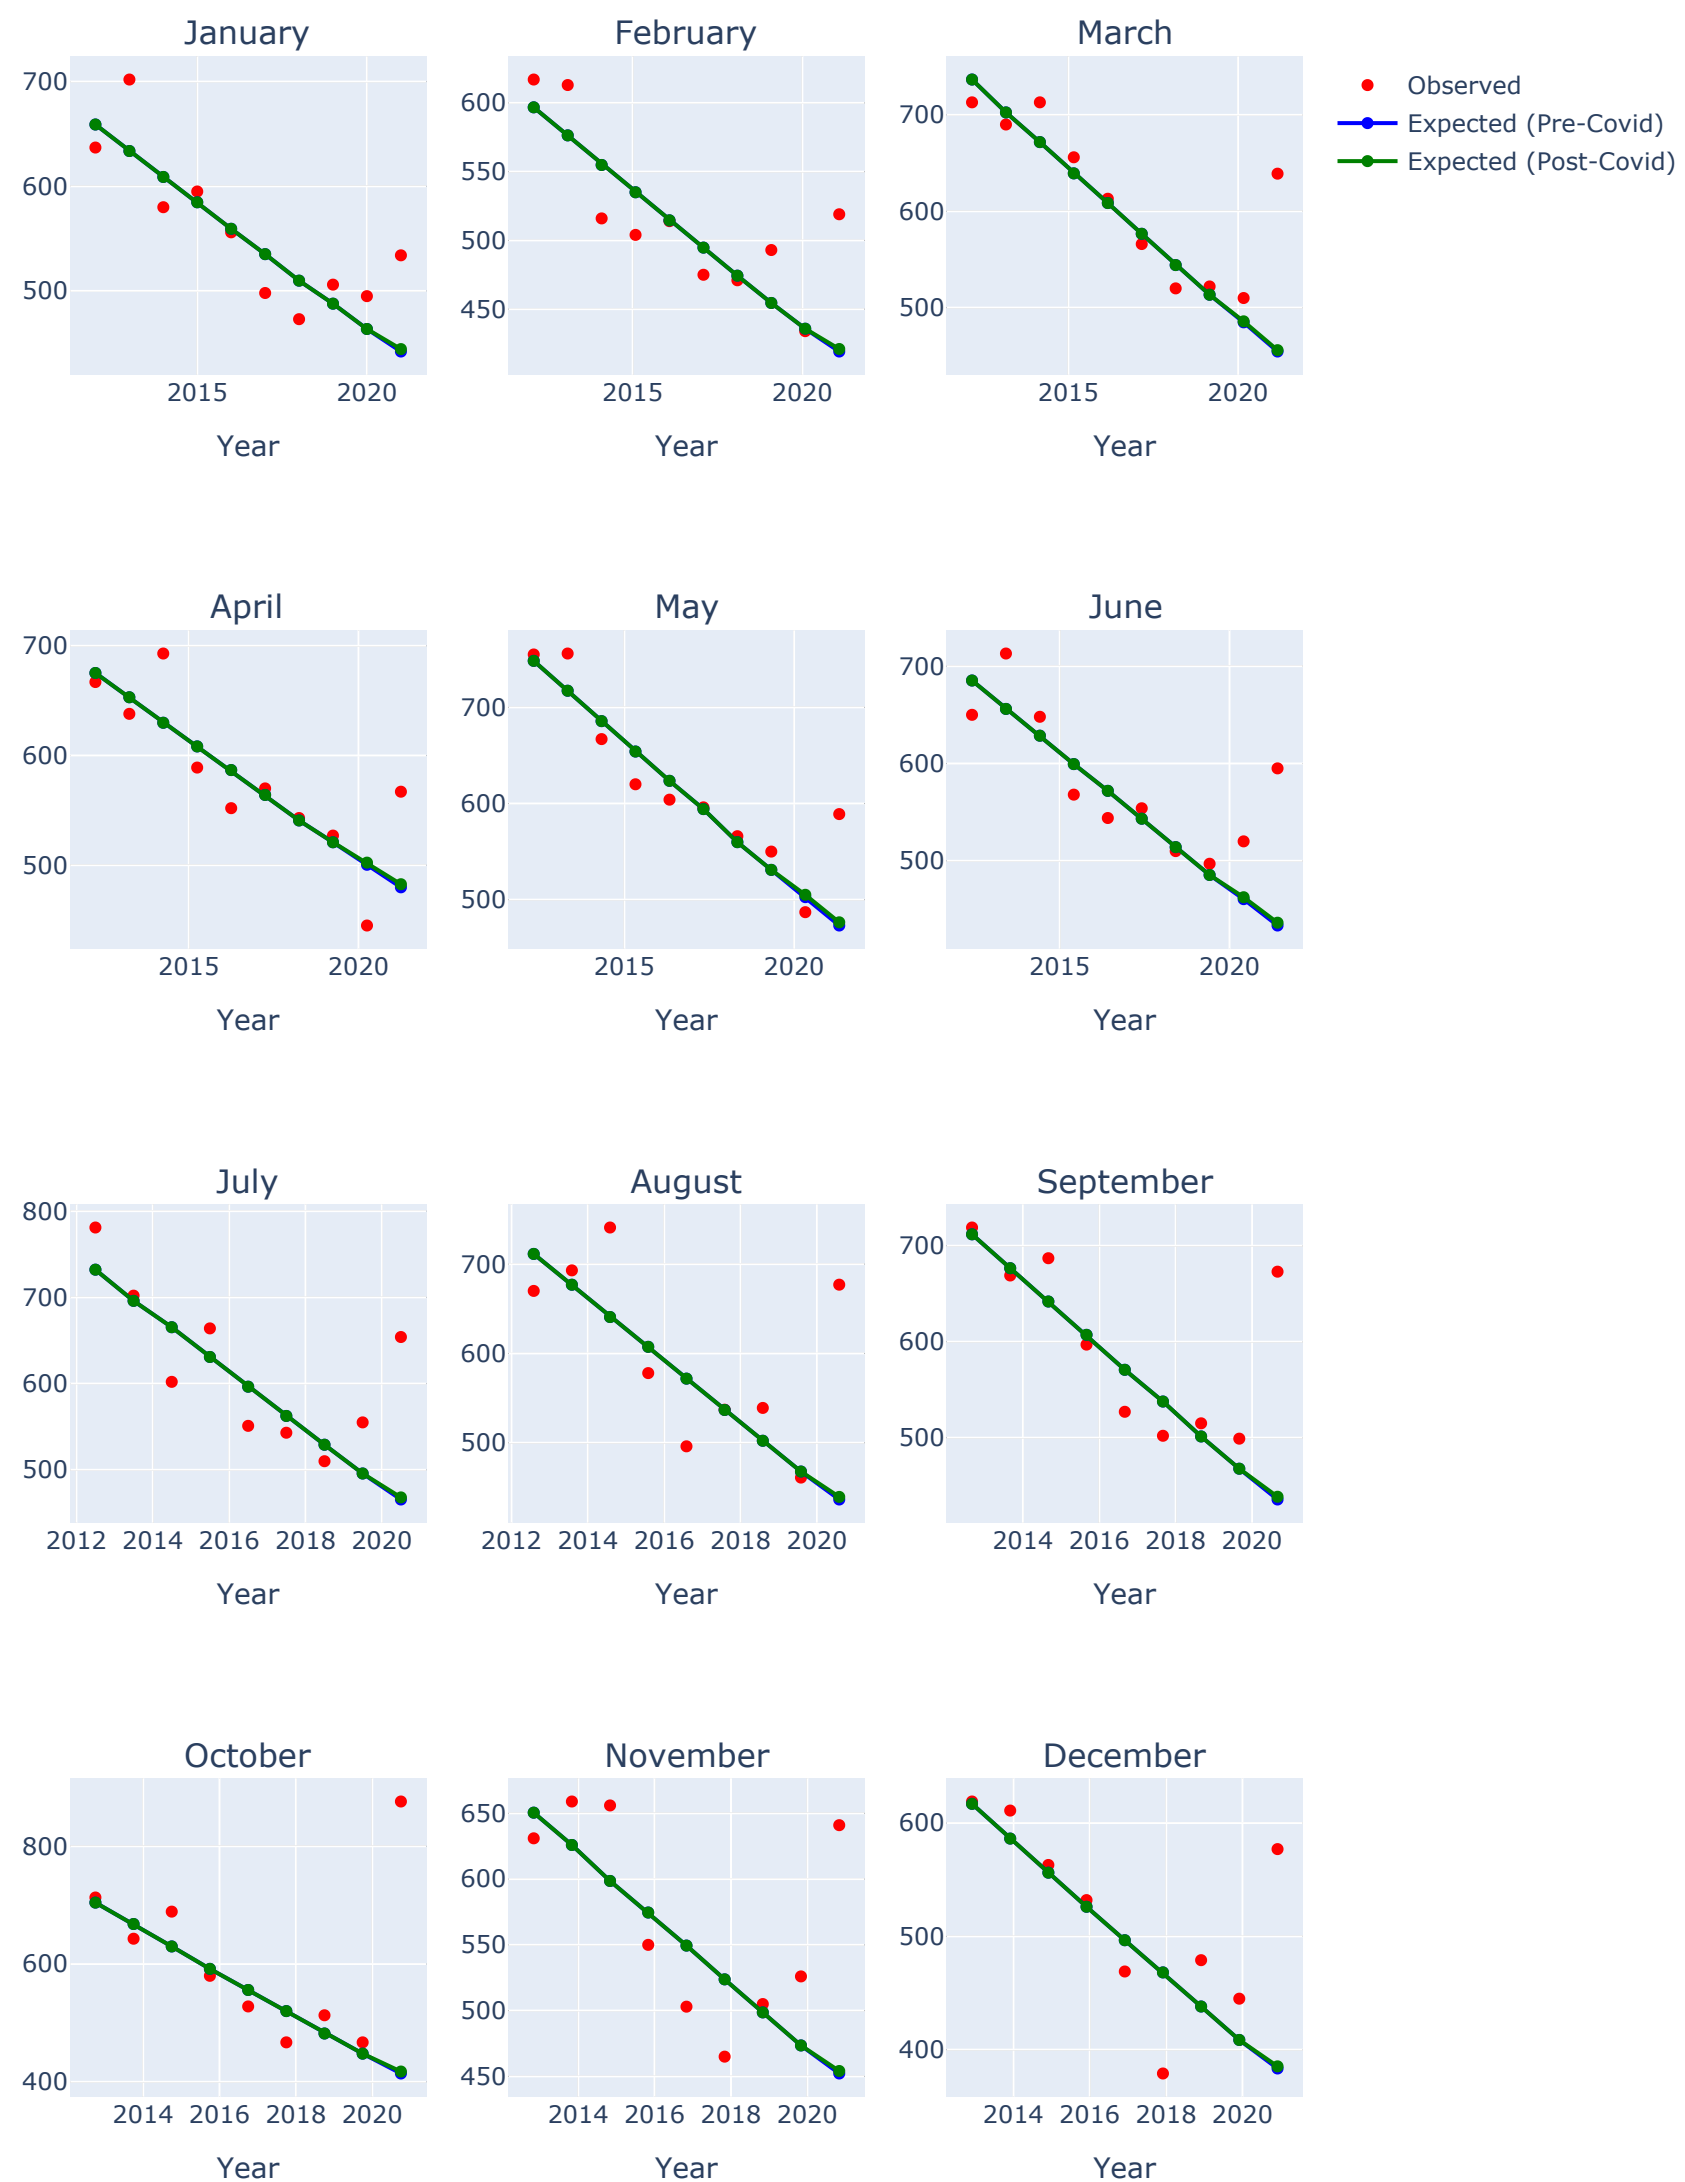 January
February
March
700
600
500
2015
2020
Year
600
550
500
450
2015
2020
Year
700
600
500
2015
2020
Year
Observed
Expected (Pre-Covid)
Expected (Post-Covid)
April
May
June
700
600
500
2015
2020
Year
700
600
500
2015
2020
Year
700
600
500
2015
2020
Year
July
August
September
800
700
600
500
2012 2014 2016 2018 2020
Year
700
600
500
2012 2014 2016 2018 2020
Year
700
600
500
2014 2016 2018 2020
Year
October
November
December
800
600
400
2014 2016 2018 2020
Year
650
600
550
500
450
2014 2016 2018 2020
Year
600
500
400
2014 2016 2018 2020
Year